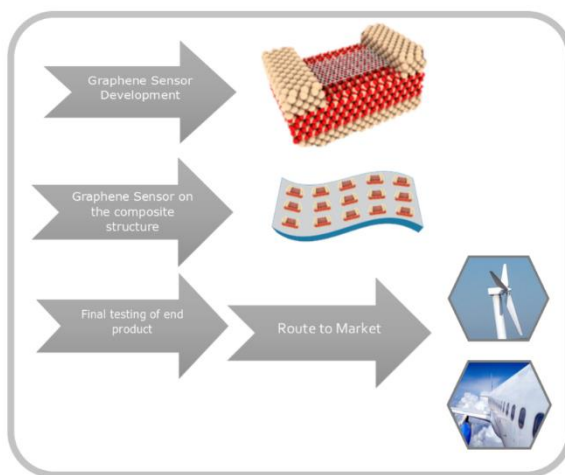 Graphene Sensor
Development
Graphene Sensor on
the composite
structure
Final testing of end
product
Route to Market